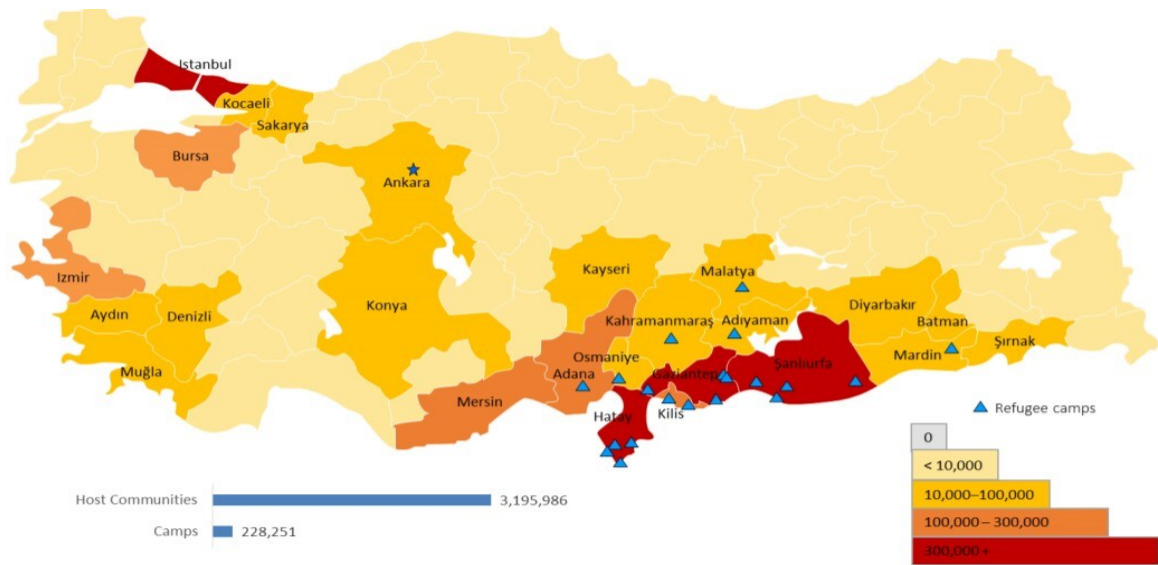 Istanbul
Kocaeli
Sakarya
Bursa
Ankara
Izmir
Kayseri
Malatya
Konya
Aydın
Denizli
Kahramanmaraş
Adıyaman
Diyarbakır
Batman
Mardin
Şırnak
Muğla
Osmaniye
Adana
Gaziantep
Şanlıurfa
Mersin
Hatay
Kilis
Refugee camps
0
< 10,000
10,000–100,000
100,000 – 300,000
300,000 +
Host Communities 3,195,986
Camps 228,251